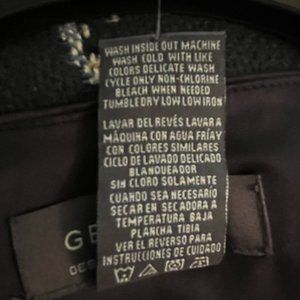 WASH INSIDE OUT MACHINE
WASH COLD WITH LIKE
COLORS DELICATE WASH
CYCLE ONLY NON-CHLORINE
BLEACH WHEN NEEDED
TUMBLE DRY LOW LOW IRON
LAVAR DEL REVÉS LAVAR A
MÁQUINA CON AGUA FRÍA Y
CON COLORES SIMILARES
CICLO DE LAVADO DELICADO
BLANQUEADOR
SIN CLORO SOLAMENTE
CUANDO SEA NECESARIO
SECAR EN SECADORA A
TEMPERATURA BAJA
PLANCHA TIBIA
VER EL REVERSO PARA
INSTRUCCIONES DE CUIDADO